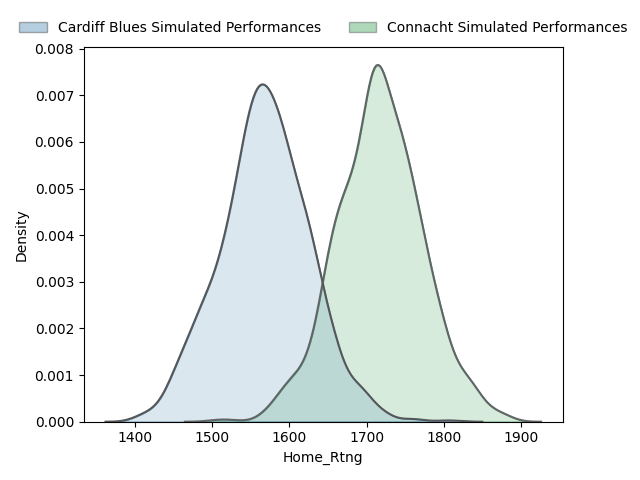 Cardiff Blues Simulated Performances Connacht Simulated Performances
0.008
0.007
0.006
0.005
0.004
0.003
0.002
0.001
0.000
Density
1400 1500 1600 1700 1800 1900
Home_Rtng